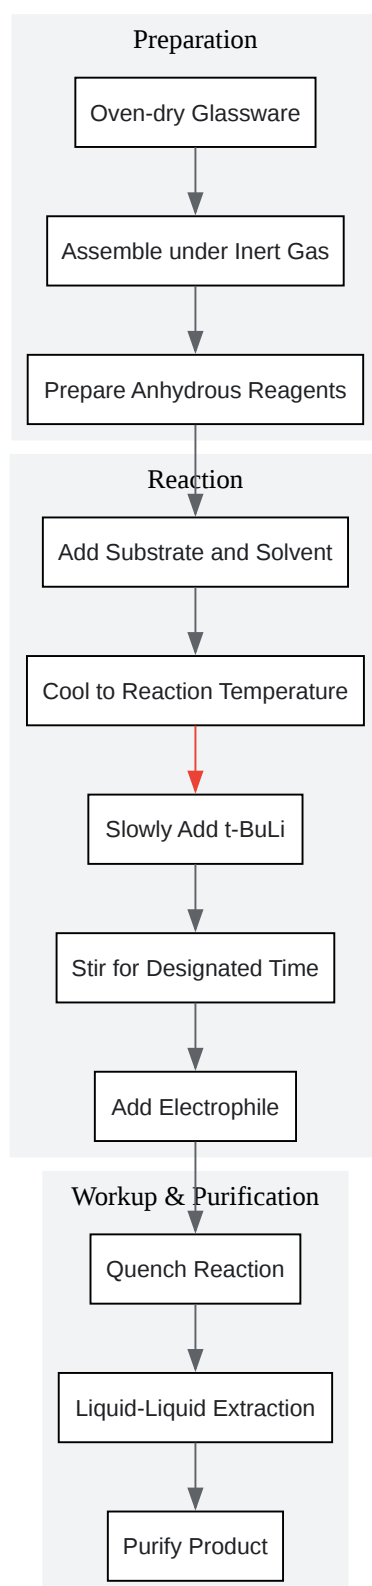 Preparation
Oven-dry Glassware
Assemble under Inert Gas
Prepare Anhydrous Reagents
Reaction
Add Substrate and Solvent
Cool to Reaction Temperature
Slowly Add t-BuLi
Stir for Designated Time
Add Electrophile
Workup & Purification
Quench Reaction
Liquid-Liquid Extraction
Purify Product